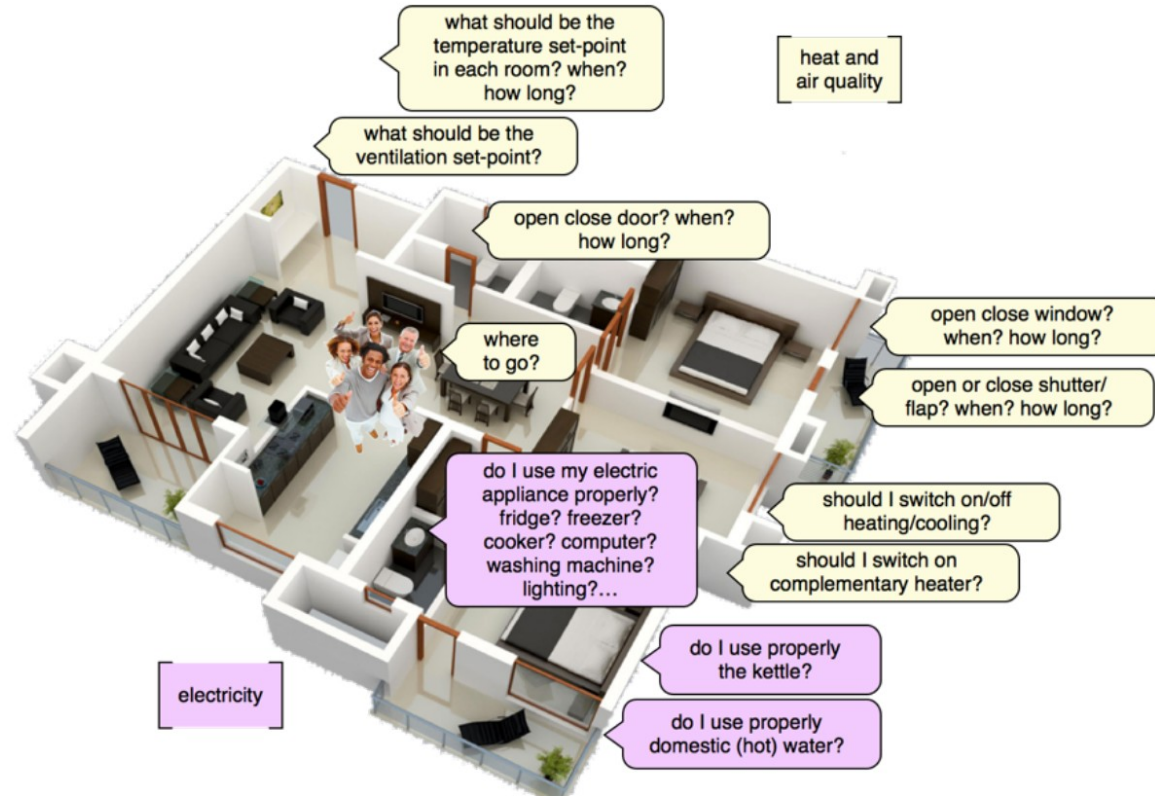 what should be the
temperature set-point
in each room? when?
how long?
heat and
air quality
what should be the
ventilation set-point?
open close door? when?
how long?
open close window?
when? how long?
where
to go?
open or close shutter/
flap? when? how long?
do I use my electric
appliance properly?
fridge? freezer?
cooker? computer?
washing machine?
lighting?...
should I switch on/off
heating/cooling?
should I switch on
complementary heater?
do I use properly
the kettle?
electricity
do I use properly
domestic (hot) water?